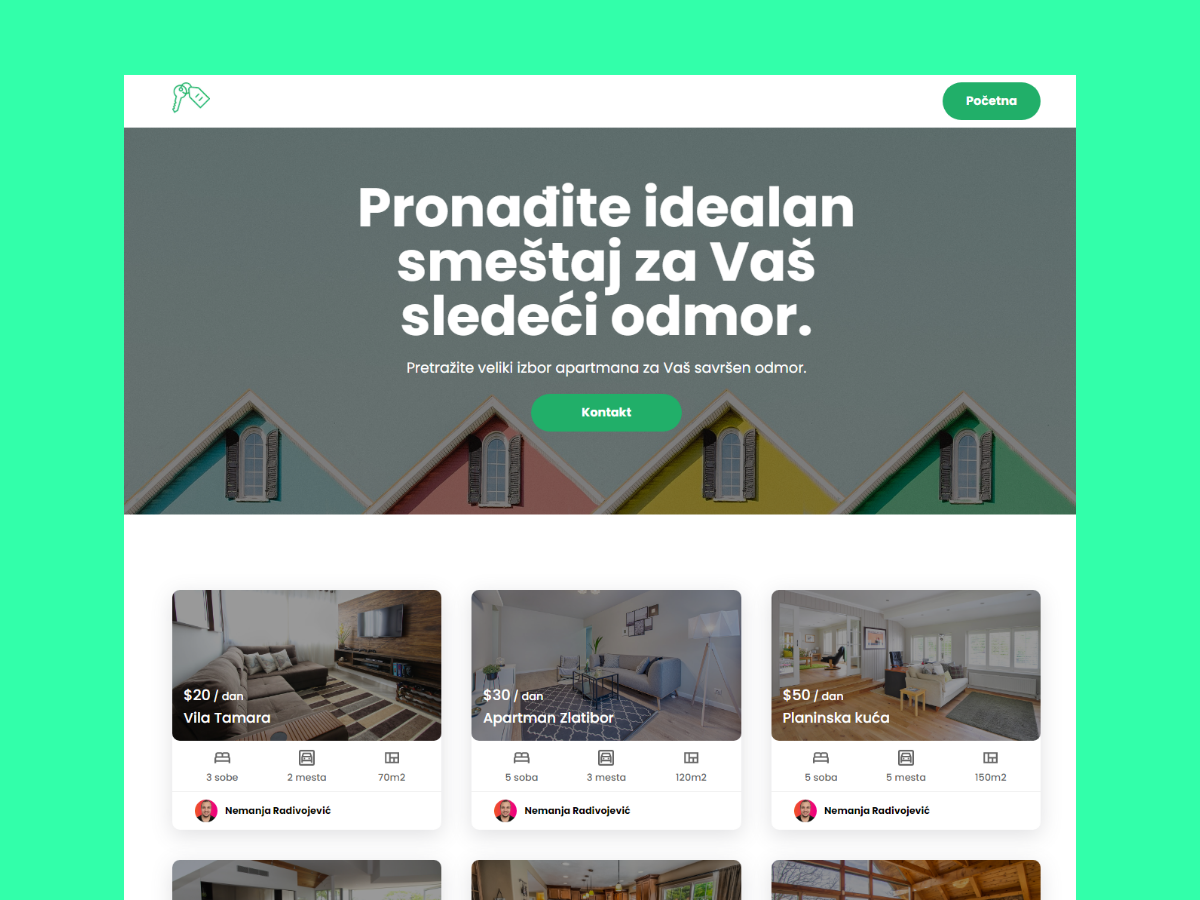 Početna
Pronađite idealan
smeštaj za Vaš
sledeći odmor.
Pretražite veliki izbor apartmana za Vaš savršen odmor.
Kontakt
$20 / dan
Vila Tamara
3 sobe
2 mesta
70m2
Nemanja Radivojević
$30 / dan
Apartman Zlatibor
5 soba
3 mesta
120m2
Nemanja Radivojević
$50 / dan
Planinska kuća
5 soba
5 mesta
150m2
Nemanja Radivojević